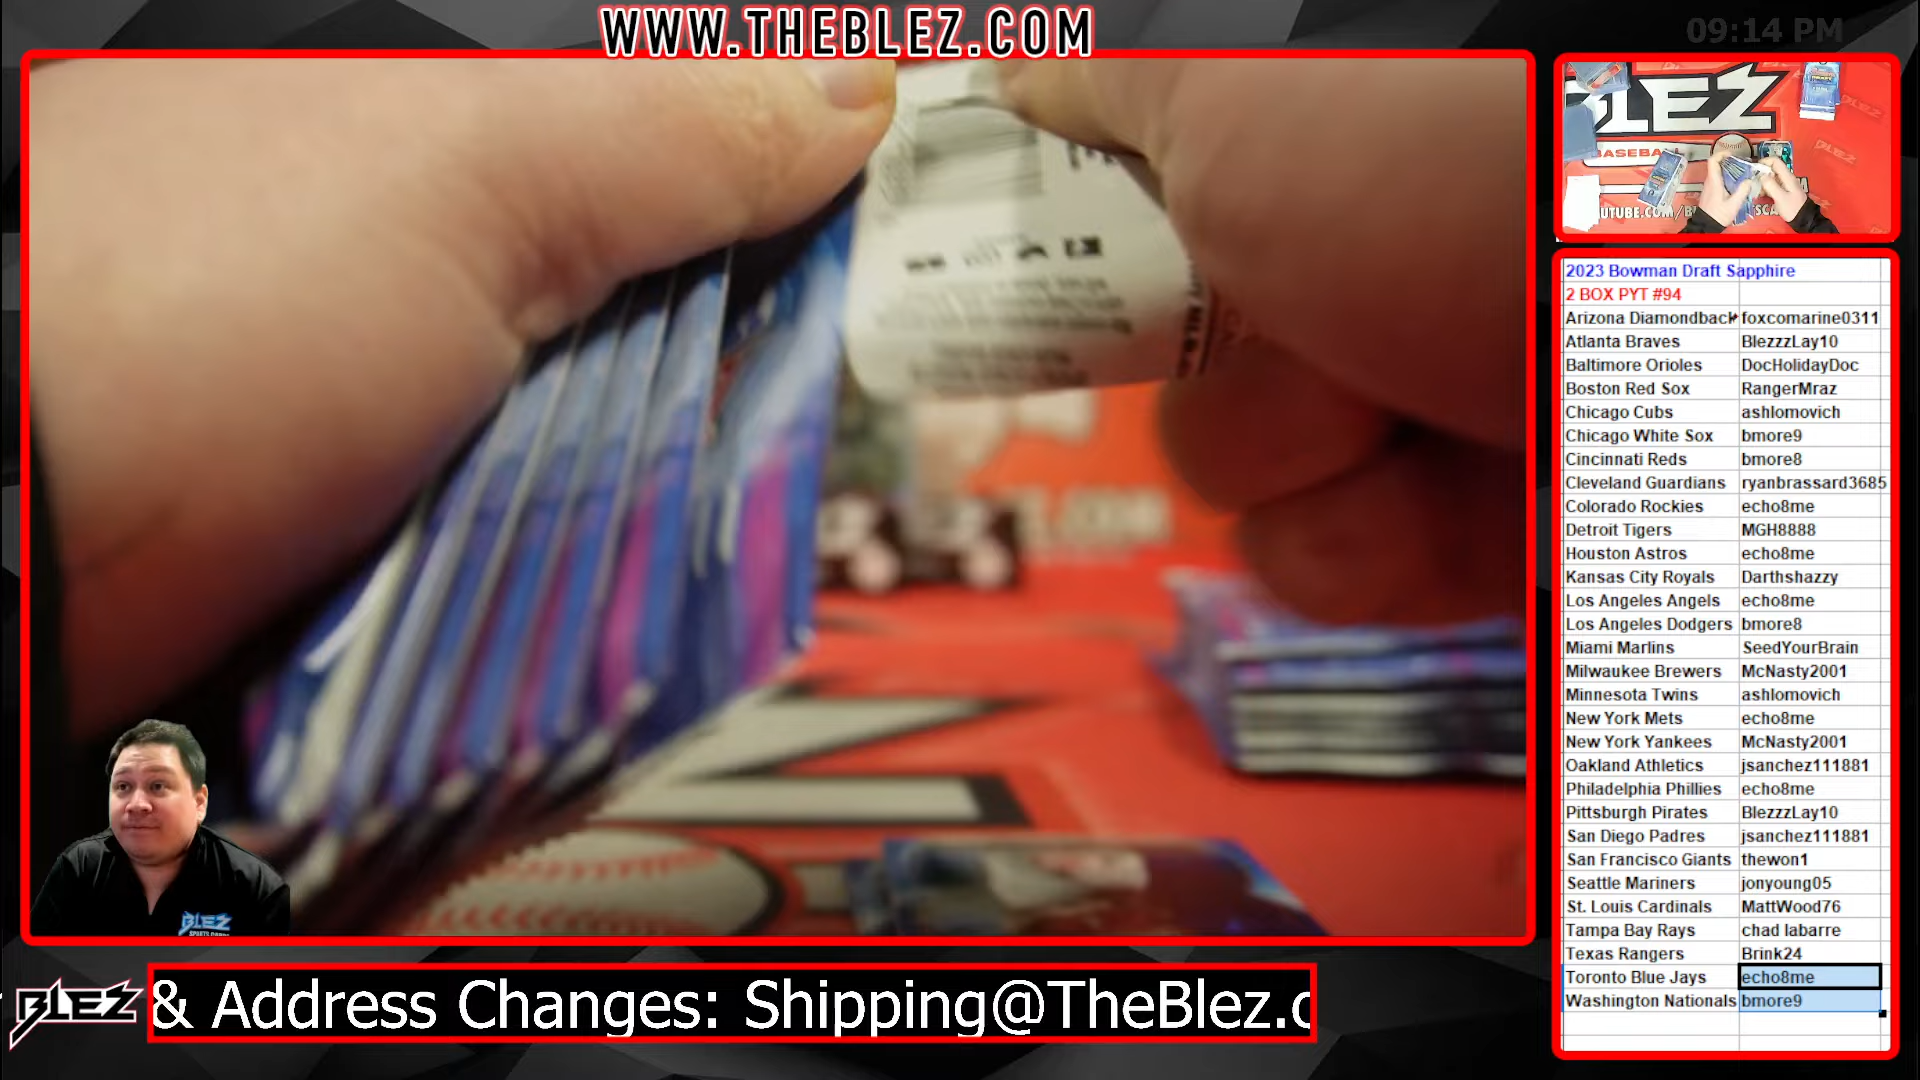 WWW.THEBLEZ.COM
09:14 PM
BLEZ
BASEBALL
2023 Bowman Draft Sapphire
2 BOX PYT #94
Arizona Diamondback foxcomarine0311
Atlanta Braves BlezzzLay10
Baltimore Orioles DocHolidayDoc
Boston Red Sox RangerMraz
Chicago Cubs ashlomovich
Chicago White Sox bmore9
Cincinnati Reds bmore8
Cleveland Guardians ryanbrassard3685
Colorado Rockies echo8me
Detroit Tigers MGH8888
Houston Astros echo8me
Kansas City Royals Darthshazzy
Los Angeles Angels echo8me
Los Angeles Dodgers bmore8
Miami Marlins SeedYourBrain
Milwaukee Brewers McNasty2001
Minnesota Twins ashlomovich
New York Mets echo8me
New York Yankees McNasty2001
Oakland Athletics jsanchez111881
Philadelphia Phillies echo8me
Pittsburgh Pirates BlezzzLay10
San Diego Padres jsanchez111881
San Francisco Giants thewon1
Seattle Mariners jonyoung05
St. Louis Cardinals MattWood76
Tampa Bay Rays chad labarre
Texas Rangers Brink24
Toronto Blue Jays echo8me
Washington Nationals bmore9
BLEZ
SPORTS CARDS
BLEZ
& Address Changes: Shipping@TheBlez.c